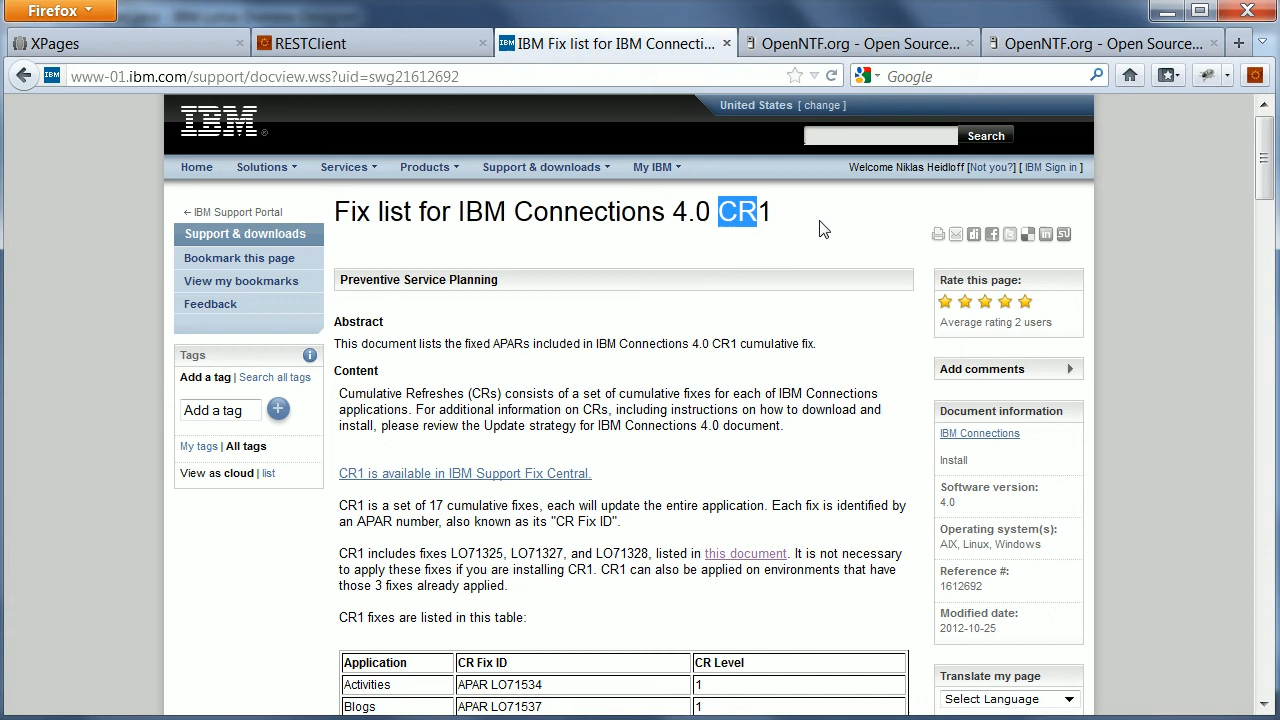 Firefox
XPages
RESTClient
IBM Fix list for IBM Connecti...
OpenNTF.org - Open Source...
OpenNTF.org - Open Source...
www-01.ibm.com/support/docview.wss?uid=swg21612692
Google
IBM
United States [ change ]
Search
Home
Solutions
Services
Products
Support & downloads
My IBM
Welcome Niklas Heidloff [Not you?] [ IBM Sign in ]
IBM Support Portal
Support & downloads
Bookmark this page
View my bookmarks
Feedback
Tags
Add a tag | Search all tags
Add a tag
My tags | All tags
View as cloud | list
Fix list for IBM Connections 4.0 CR1
Preventive Service Planning
Abstract
This document lists the fixed APARs included in IBM Connections 4.0 CR1 cumulative fix.
Content
Cumulative Refreshes (CRs) consists of a set of cumulative fixes for each of IBM Connections
applications. For additional information on CRs, including instructions on how to download and
install, please review the Update strategy for IBM Connections 4.0 document.
CR1 is available in IBM Support Fix Central.
CR1 is a set of 17 cumulative fixes, each will update the entire application. Each fix is identified by
an APAR number, also known as its "CR Fix ID".
CR1 includes fixes LO71325, LO71327, and LO71328, listed in this document. It is not necessary
to apply these fixes if you are installing CR1. CR1 can also be applied on environments that have
those 3 fixes already applied.
CR1 fixes are listed in this table:
Application CR Fix ID CR Level
Activities APAR LO71534 1
Blogs APAR LO71537 1
Rate this page:
Average rating 2 users
Add comments
Document information
IBM Connections
Install
Software version:
4.0
Operating system(s):
AIX, Linux, Windows
Reference #:
1612692
Modified date:
2012-10-25
Translate my page
Select Language